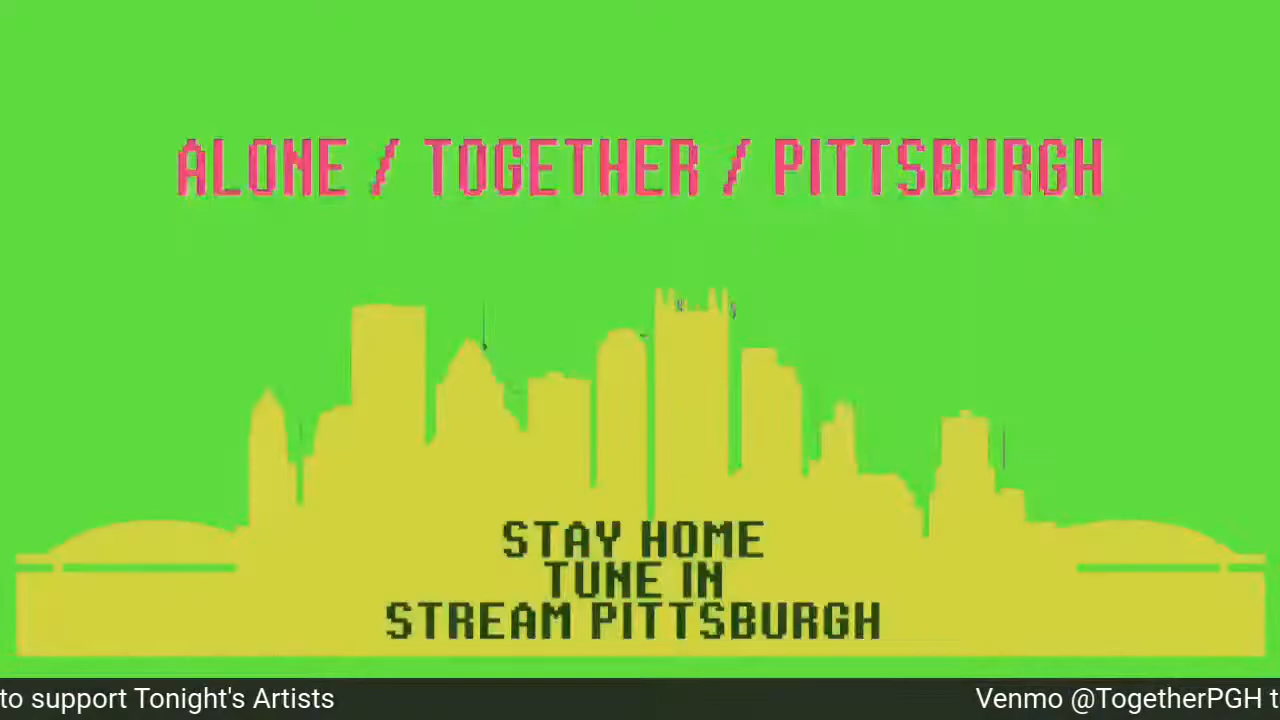 ALONE / TOGETHER / PITTSBURGH
STAY HOME
TUNE IN
STREAM PITTSBURGH
to support Tonight's Artists
Venmo @TogetherPGH t